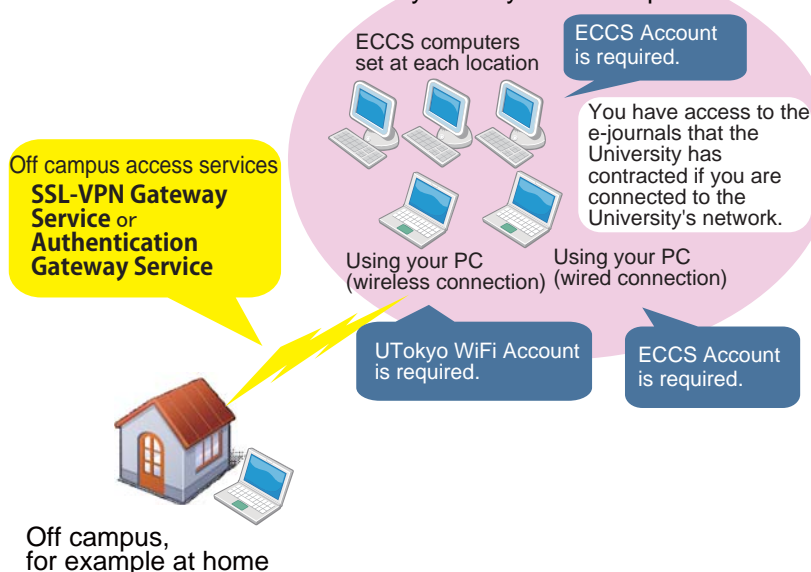 ECCS computers
set at each location
ECCS Account
is required.
You have access to the
e-journals that the
University has
contracted if you are
connected to the
University's network.
Off campus access services
SSL-VPN Gateway
Service or
Authentication
Gateway Service
Using your PC
(wireless connection)
Using your PC
(wired connection)
UTokyo WiFi Account
is required.
ECCS Account
is required.
Off campus,
for example at home